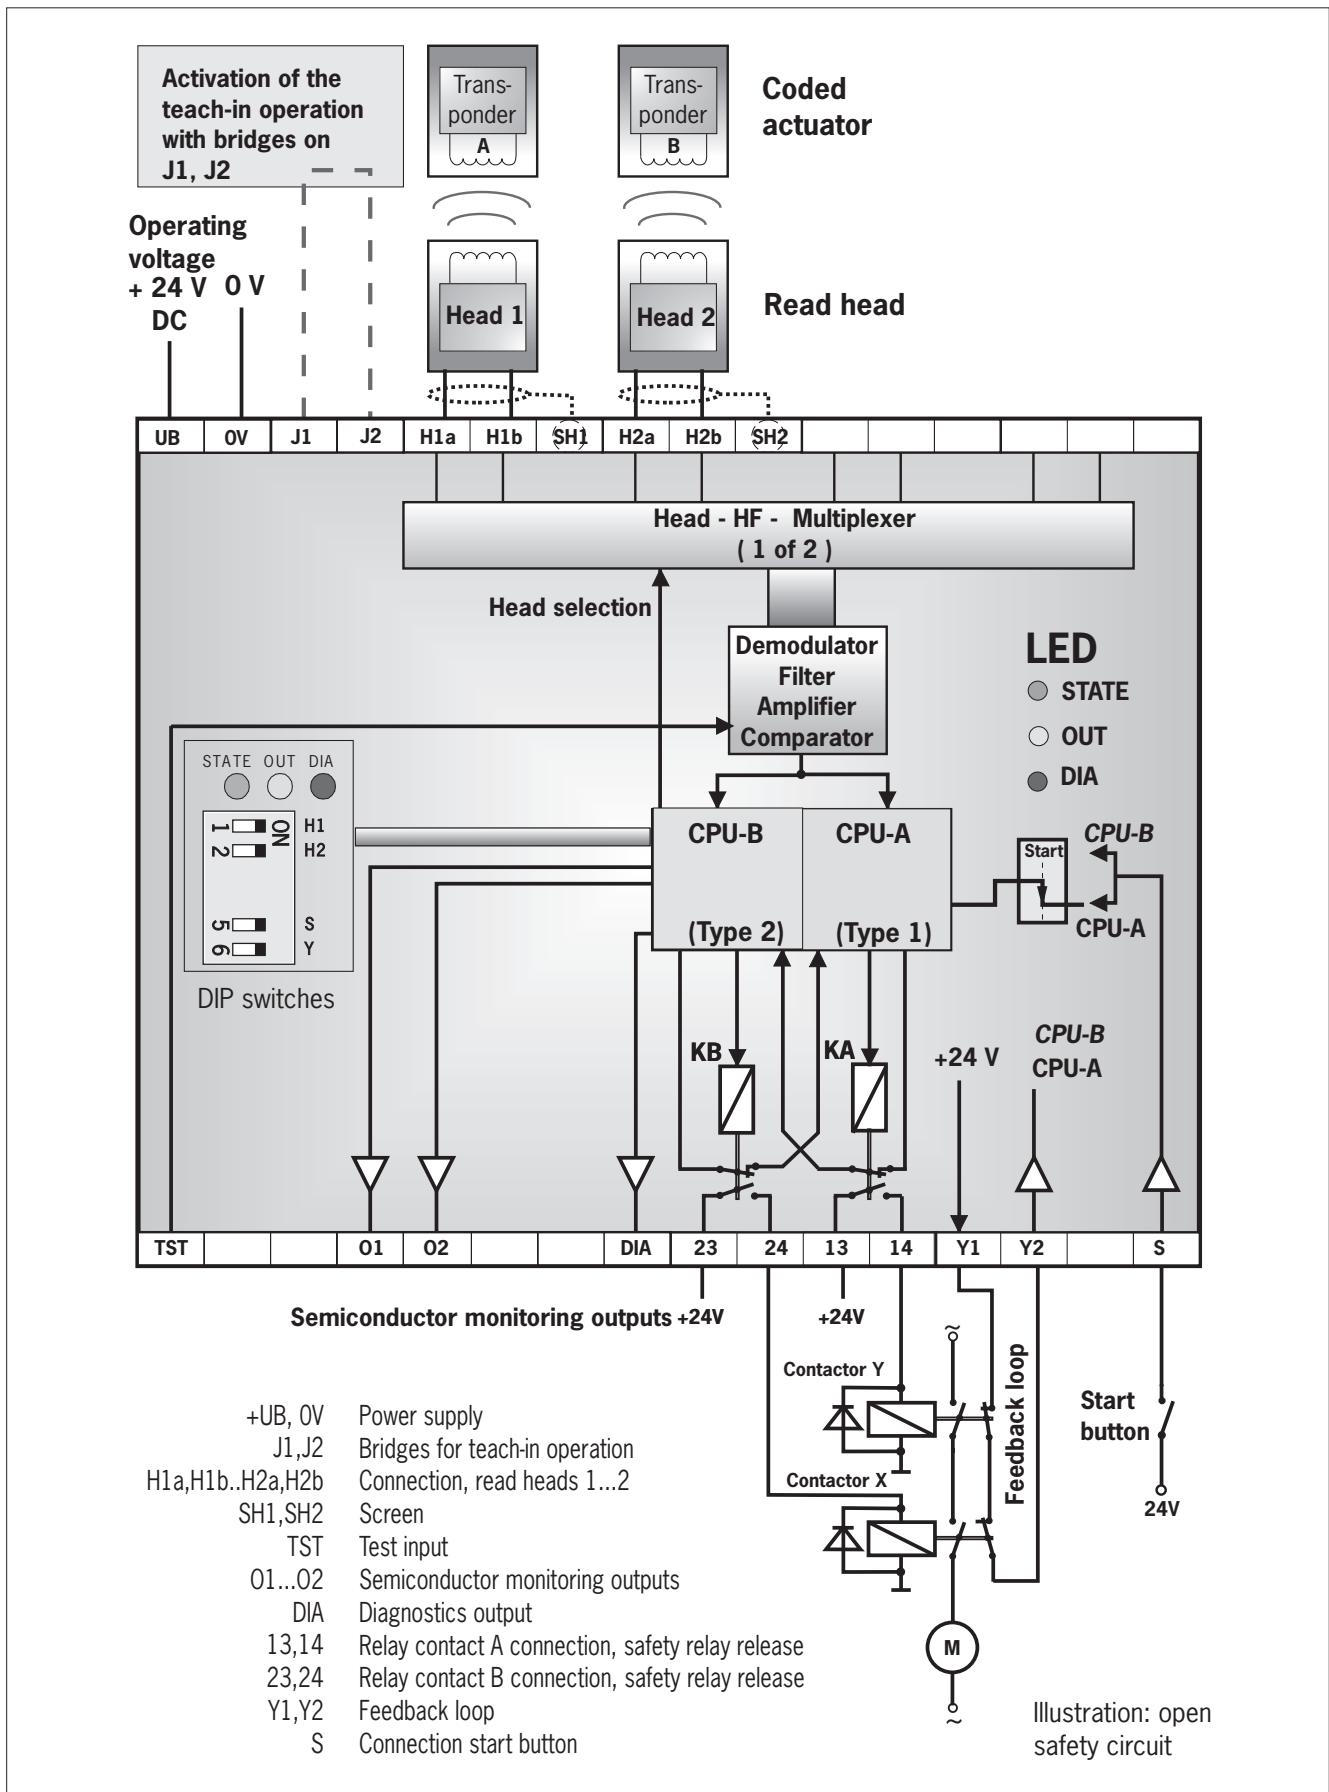 Activation of the
teach-in operation
with bridges on
J1, J2
Trans-
ponder
A
Trans-
ponder
B
Coded
actuator
Operating
voltage
+ 24 V
DC
0 V
Head 1
Head 2
Read head
UB 0V J1 J2 H1a H1b SH1 H2a H2b SH2
Head - HF - Multiplexer
( 1 of 2 )
Head selection
Demodulator
Filter
Amplifier
Comparator
LED
STATE
OUT
DIA
STATE OUT DIA
ON
1 H1
2 H2
5 S
6 Y
DIP switches
CPU-B
(Type 2)
CPU-A
(Type 1)
Start
CPU-B
CPU-A
KB
KA
+24 V
CPU-B
CPU-A
TST O1 O2 DIA 23 24 13 14 Y1 Y2 S
Semiconductor monitoring outputs
+24V
+24V
~
Contactor Y
Contactor X
Feedback loop
Start
button
24V
M
~
+UB, 0V Power supply
J1,J2 Bridges for teach-in operation
H1a,H1b..H2a,H2b Connection, read heads 1...2
SH1,SH2 Screen
TST Test input
O1...O2 Semiconductor monitoring outputs
DIA Diagnostics output
13,14 Relay contact A connection, safety relay release
23,24 Relay contact B connection, safety relay release
Y1,Y2 Feedback loop
S Connection start button
Illustration: open
safety circuit